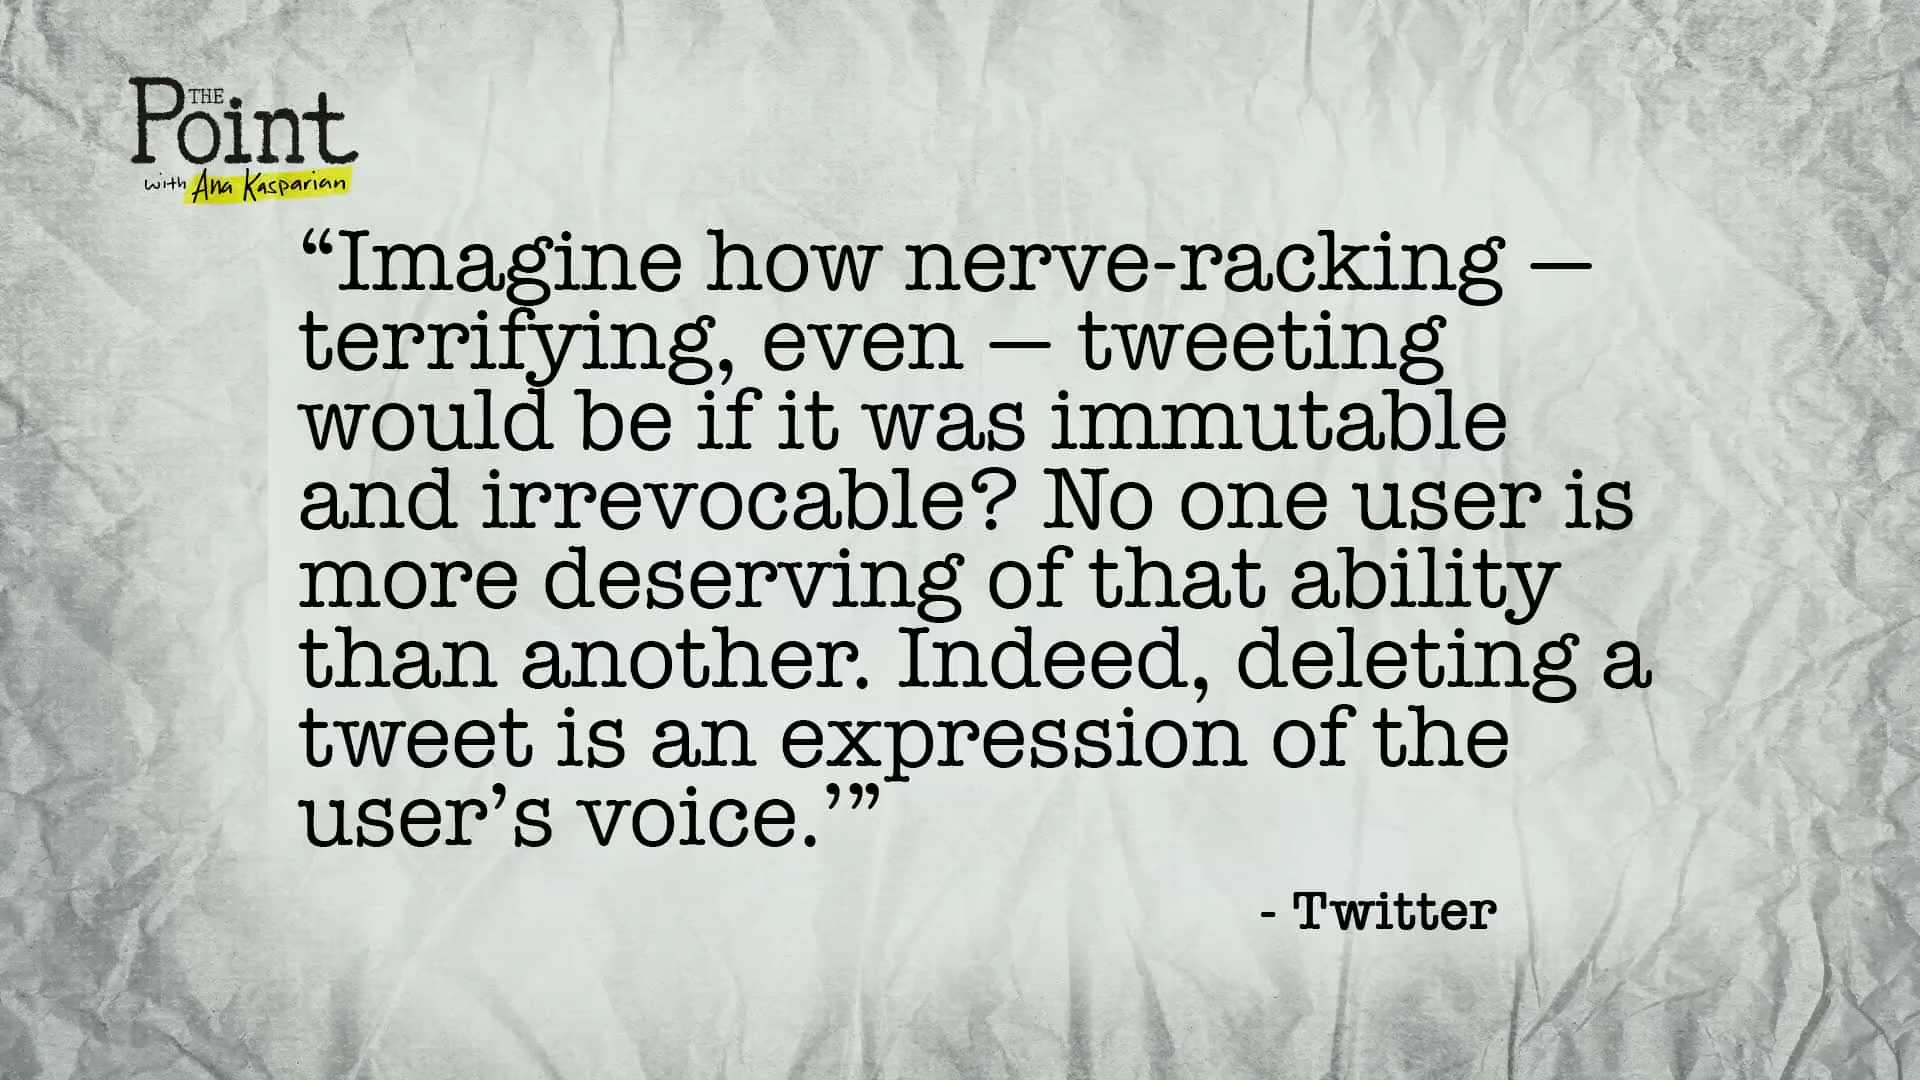 THE
Point
with Ana Kasparian
“Imagine how nerve-racking —
terrifying, even — tweeting
would be if it was immutable
and irrevocable? No one user is
more deserving of that ability
than another. Indeed, deleting a
tweet is an expression of the
user’s voice.’”
- Twitter